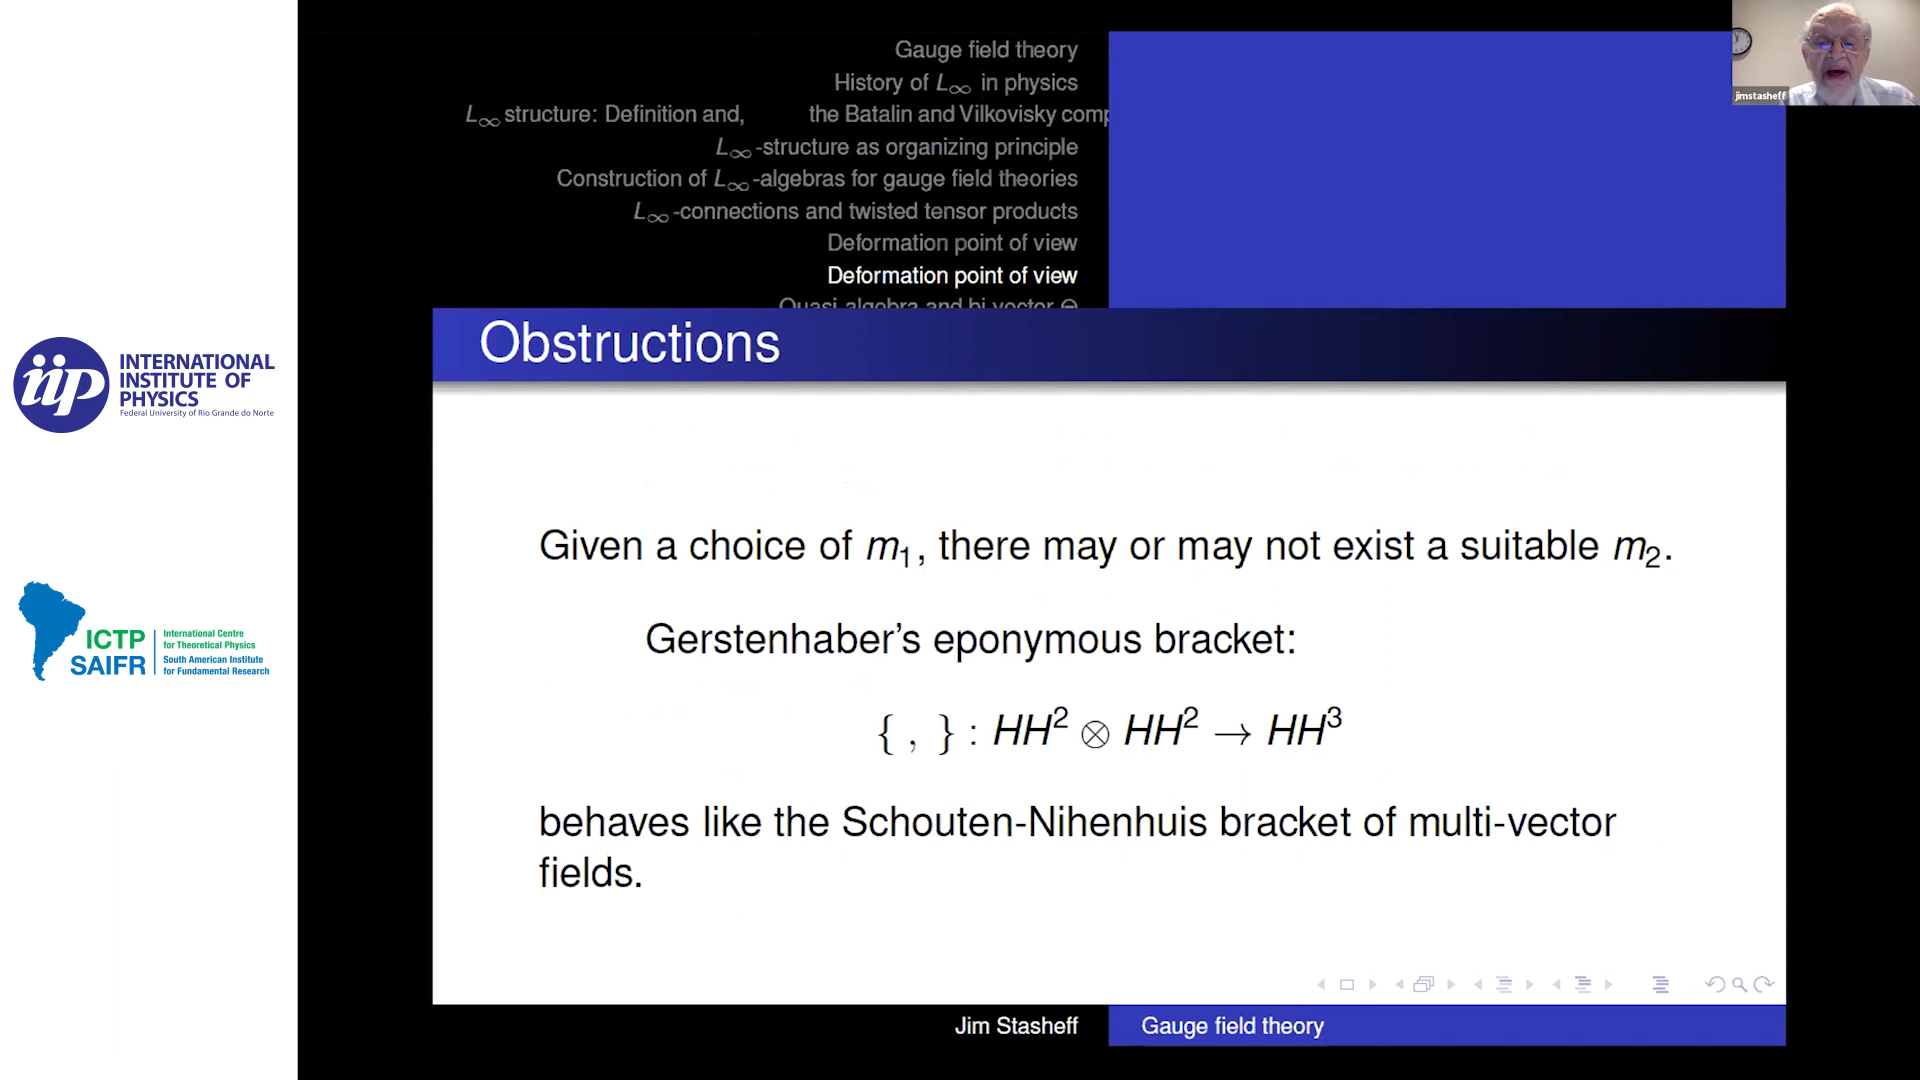 INTERNATIONAL
INSTITUTE OF
PHYSICS
Federal University of Rio Grande do Norte
iip
ICTP
SAIFR
International Centre
for Theoretical Physics
South American Institute
for Fundamental Research
Gauge field theory
History of L∞ in physics
L∞ structure: Definition and, the Batalin and Vilkovisky comp
L∞ -structure as organizing principle
Construction of L∞ -algebras for gauge field theories
L∞ -connections and twisted tensor products
Deformation point of view
Deformation point of view
Quasi algebra and bi vector Θ
jimstasheff
Obstructions
Given a choice of m₁, there may or may not exist a suitable m₂.
Gerstenhaber's eponymous bracket:
{ , } : HH² ⊗ HH² → HH³
behaves like the Schouten-Nihenhuis bracket of multi-vector
fields.
Jim Stasheff
Gauge field theory